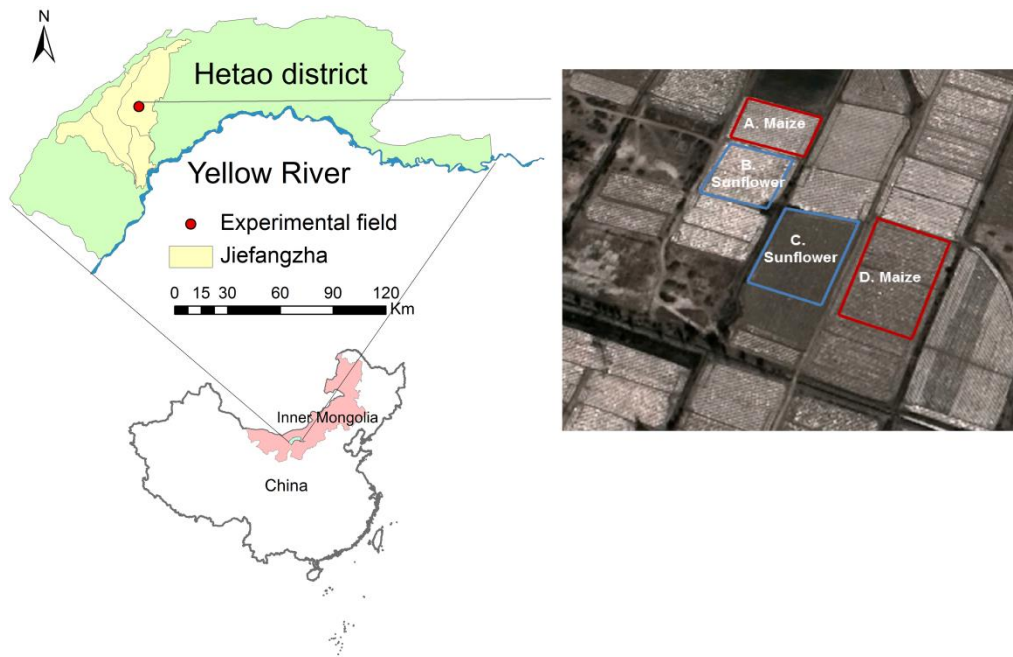 N
Hetao district
Yellow River
Experimental field
Jiefangzha
0 15 30 60 90 120
Km
Inner Mongolia
China
A. Maize
B.
Sunflower
C.
Sunflower
D. Maize